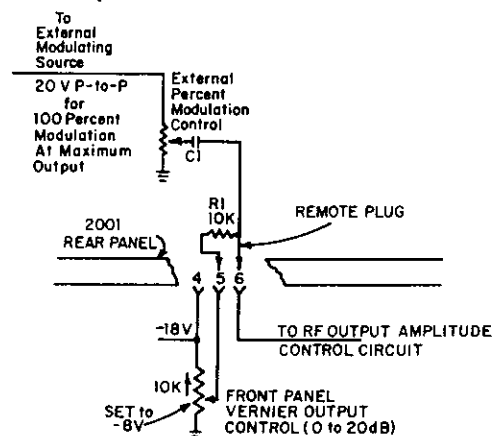 To
External
Modulating
Source
20 V P-to-P
for
100 Percent
Modulation
At Maximum
Output
External
Percent
Modulation
Control
C1
R1
10K
REMOTE PLUG
2001
REAR PANEL
4 5 6
-18V
TO RF OUTPUT AMPLITUDE
CONTROL CIRCUIT
10K
SET to
-8V
FRONT PANEL
VERNIER OUTPUT
CONTROL (0 to 20dB)